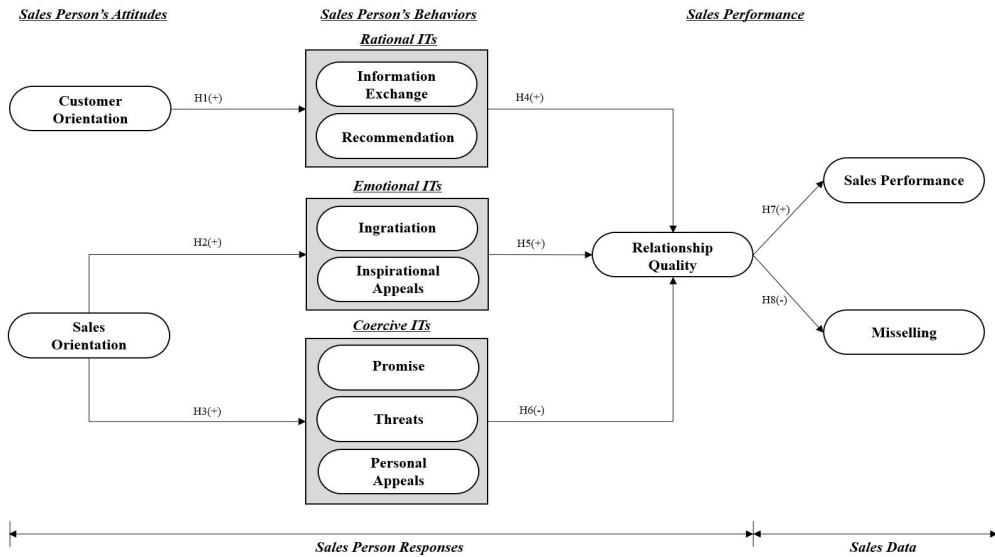 Sales Person's Attitudes
Sales Person's Behaviors
Sales Performance
Rational ITs
Information
Exchange
Recommendation
Customer
Orientation
H1(+)
H4(+)
Emotional ITs
Ingratiation
Inspirational
Appeals
H2(+)
H5(+)
Relationship
Quality
Sales Performance
H7(+)
H8(-)
Misselling
Sales
Orientation
Coercive ITs
Promise
Threats
Personal
Appeals
H3(+)
H6(-)
Sales Person Responses
Sales Data